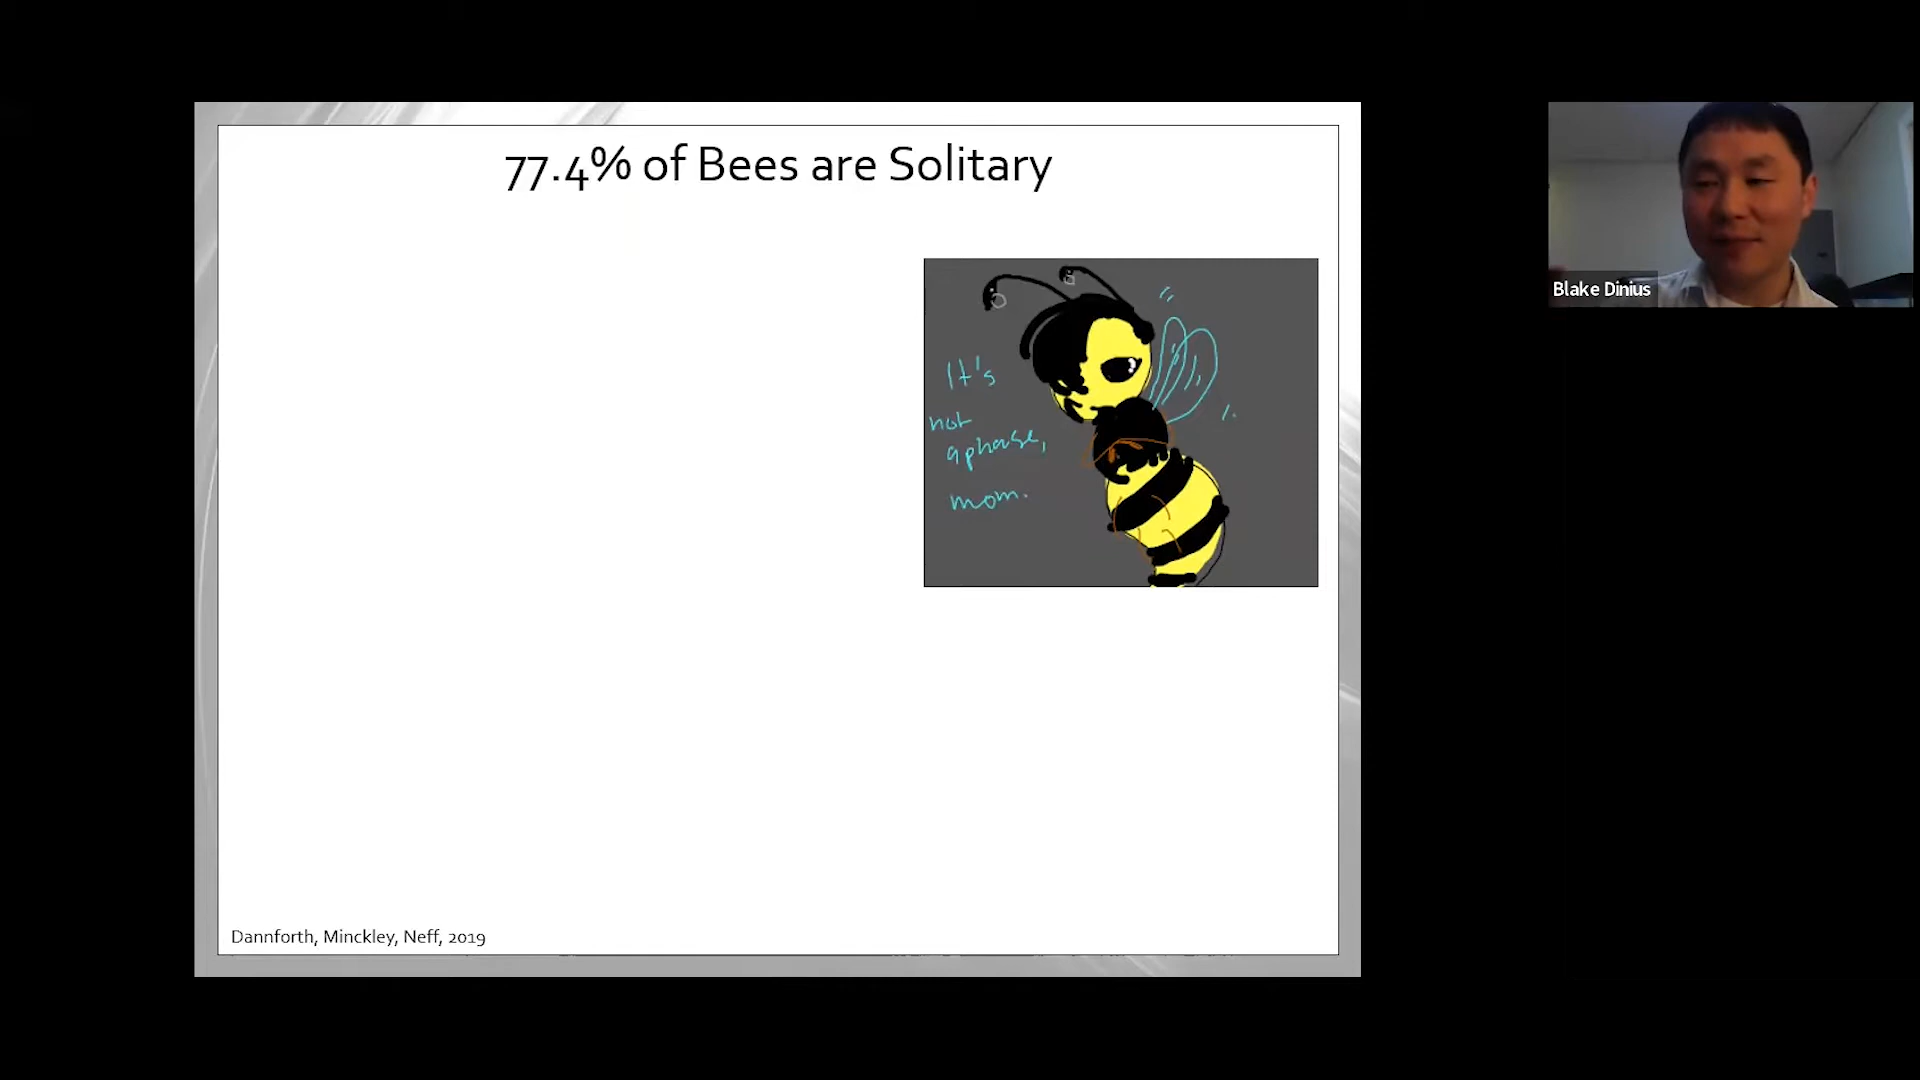 77.4% of Bees are Solitary
It's
not
a phase,
mom.
Dannforth, Minckley, Neff, 2019
Blake Dinius